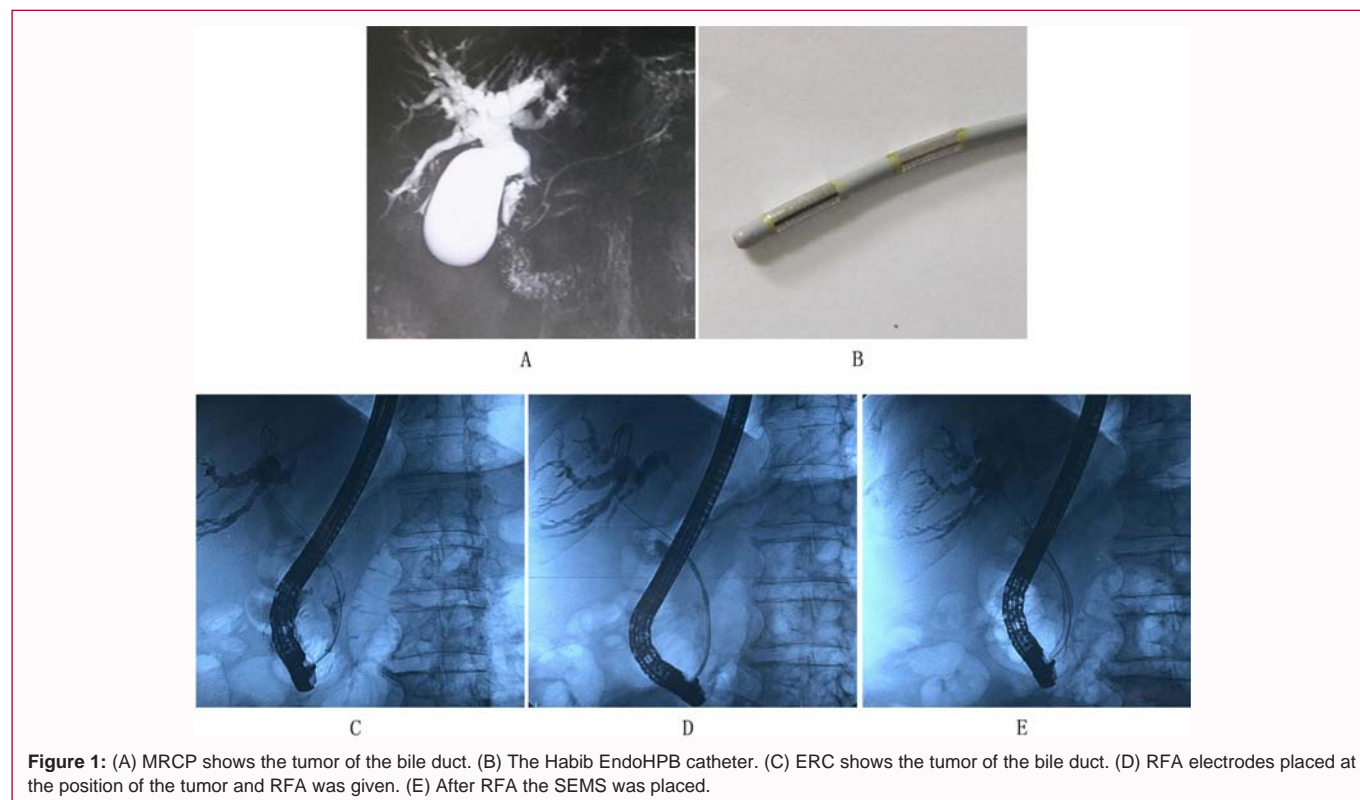 A
B
C
D
E
Figure 1: (A) MRCP shows the tumor of the bile duct. (B) The Habib EndoHPB catheter. (C) ERC shows the tumor of the bile duct. (D) RFA electrodes placed at
the position of the tumor and RFA was given. (E) After RFA the SEMS was placed.